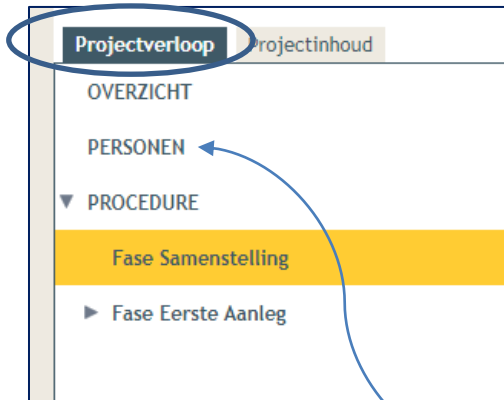 Projectverloop Projectinhoud
OVERZICHT
PERSONEN
PROCEDURE
Fase Samenstelling
Fase Eerste Aanleg